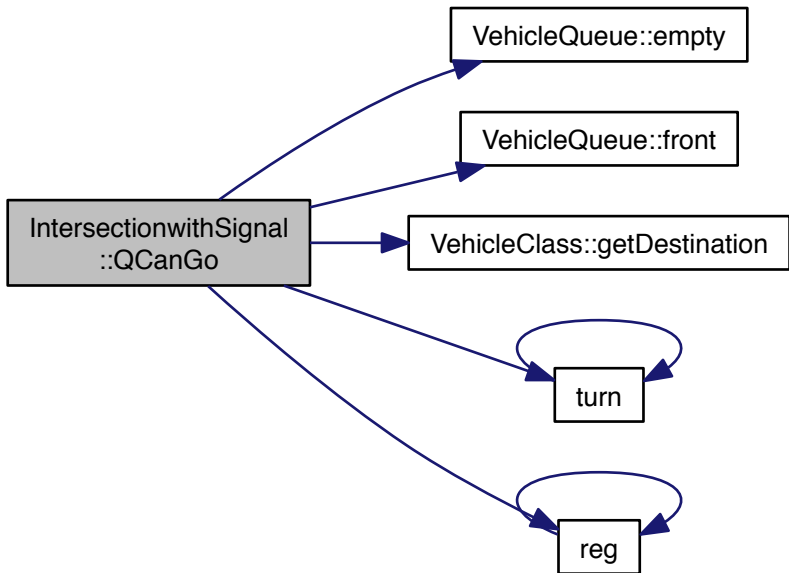 VehicleQueue::empty
VehicleQueue::front
IntersectionwithSignal
::QCanGo
VehicleClass::getDestination
turn
reg